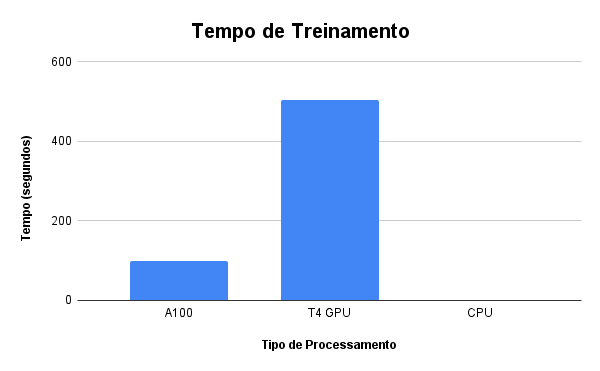 Tempo de Treinamento
Tempo (segundos)
600
400
200
0
A100
T4 GPU
CPU
Tipo de Processamento